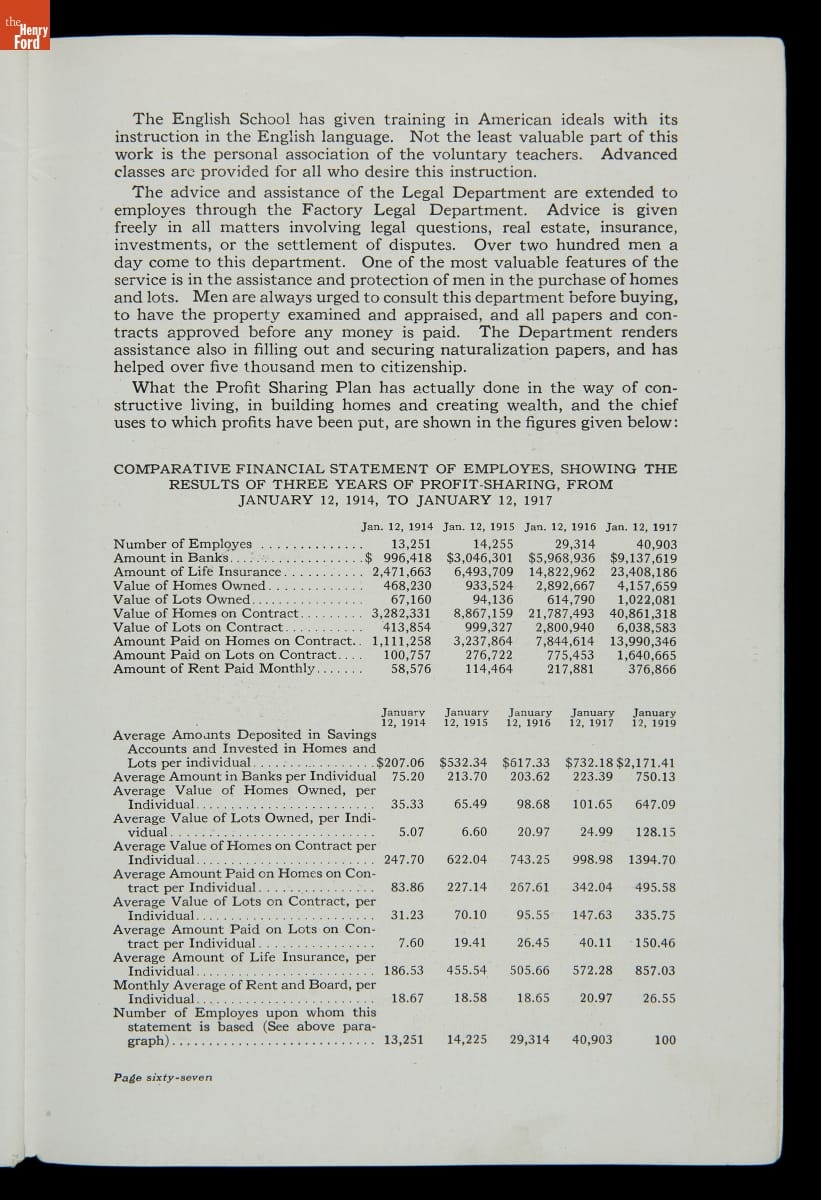 the
Henry
Ford
The English School has given training in American ideals with its
instruction in the English language. Not the least valuable part of this
work is the personal association of the voluntary teachers. Advanced
classes are provided for all who desire this instruction.
The advice and assistance of the Legal Department are extended to
employes through the Factory Legal Department. Advice is given
freely in all matters involving legal questions, real estate, insurance,
investments, or the settlement of disputes. Over two hundred men a
day come to this department. One of the most valuable features of the
service is in the assistance and protection of men in the purchase of homes
and lots. Men are always urged to consult this department before buying,
to have the property examined and appraised, and all papers and con-
tracts approved before any money is paid. The Department renders
assistance also in filling out and securing naturalization papers, and has
helped over five thousand men to citizenship.
What the Profit Sharing Plan has actually done in the way of con-
structive living, in building homes and creating wealth, and the chief
uses to which profits have been put, are shown in the figures given below:
COMPARATIVE FINANCIAL STATEMENT OF EMPLOYES, SHOWING THE
RESULTS OF THREE YEARS OF PROFIT-SHARING, FROM
JANUARY 12, 1914, TO JANUARY 12, 1917
Jan. 12, 1914 Jan. 12, 1915 Jan. 12, 1916 Jan. 12, 1917
Number of Employes .............. 13,251 14,255 29,314 40,903
Amount in Banks.................. $ 996,418 $3,046,301 $5,968,936 $9,137,619
Amount of Life Insurance........... 2,471,663 6,493,709 14,822,962 23,408,186
Value of Homes Owned............. 468,230 933,524 2,892,667 4,157,659
Value of Lots Owned................ 67,160 94,136 614,790 1,022,081
Value of Homes on Contract......... 3,282,331 8,867,159 21,787,493 40,861,318
Value of Lots on Contract........... 413,854 999,327 2,800,940 6,038,583
Amount Paid on Homes on Contract.. 1,111,258 3,237,864 7,844,614 13,990,346
Amount Paid on Lots on Contract.... 100,757 276,722 775,453 1,640,665
Amount of Rent Paid Monthly....... 58,576 114,464 217,881 376,866
January January January January January
12, 1914 12, 1915 12, 1916 12, 1917 12, 1919
Average Amounts Deposited in Savings
Accounts and Invested in Homes and
Lots per individual.................$207.06 $532.34 $617.33 $732.18 $2,171.41
Average Amount in Banks per Individual 75.20 213.70 203.62 223.39 750.13
Average Value of Homes Owned, per
Individual......................... 35.33 65.49 98.68 101.65 647.09
Average Value of Lots Owned, per Indi-
vidual............................ 5.07 6.60 20.97 24.99 128.15
Average Value of Homes on Contract per
Individual......................... 247.70 622.04 743.25 998.98 1394.70
Average Amount Paid on Homes on Con-
tract per Individual................ 83.86 227.14 267.61 342.04 495.58
Average Value of Lots on Contract, per
Individual......................... 31.23 70.10 95.55 147.63 335.75
Average Amount Paid on Lots on Con-
tract per Individual................ 7.60 19.41 26.45 40.11 150.46
Average Amount of Life Insurance, per
Individual......................... 186.53 455.54 505.66 572.28 857.03
Monthly Average of Rent and Board, per
Individual......................... 18.67 18.58 18.65 20.97 26.55
Number of Employes upon whom this
statement is based (See above para-
graph)............................ 13,251 14,225 29,314 40,903 100
Page sixty-seven